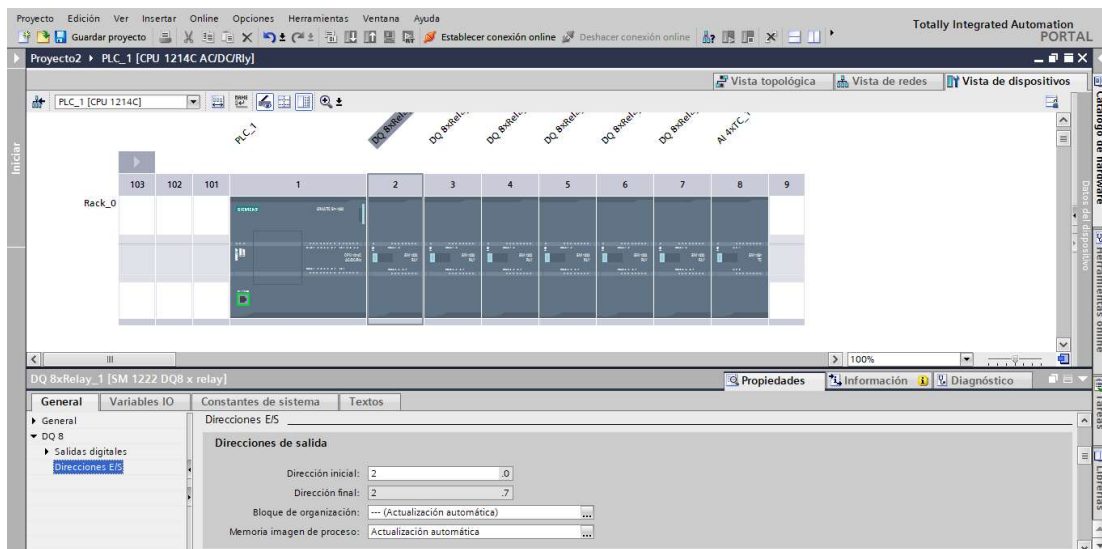 Proyecto Edición Ver Insertar Online Opciones Herramientas Ventana Ayuda
Guardar proyecto Establecer conexión online Deshacer conexión online
Totally Integrated Automation
PORTAL
Proyecto2 PLC_1 [CPU 1214C AC/DC/Rly]
Vista topológica Vista de redes Vista de dispositivos
PLC_1 [CPU 1214C]
PLC_1 DQ 8xRela... DQ 8xRela... DQ 8xRela... DQ 8xRela... DQ 8xRela... DQ 8xRela... AI 4xTC_1
103 102 101 1 2 3 4 5 6 7 8 9
Rack_0
SIEMENS
Iniciar
Catálogo de hardware
Datos del dispositivo
Herramientas online
Tareas
Librerías
100%
DQ 8xRelay_1 [SM 1222 DQ8 x relay]
Propiedades Información Diagnóstico
General Variables IO Constantes de sistema Textos
General
DQ 8
Salidas digitales
Direcciones E/S
Direcciones E/S
Direcciones de salida
Dirección inicial: 2 .0
Dirección final: 2 .7
Bloque de organización: --- (Actualización automática) ...
Memoria imagen de proceso: Actualización automática ...